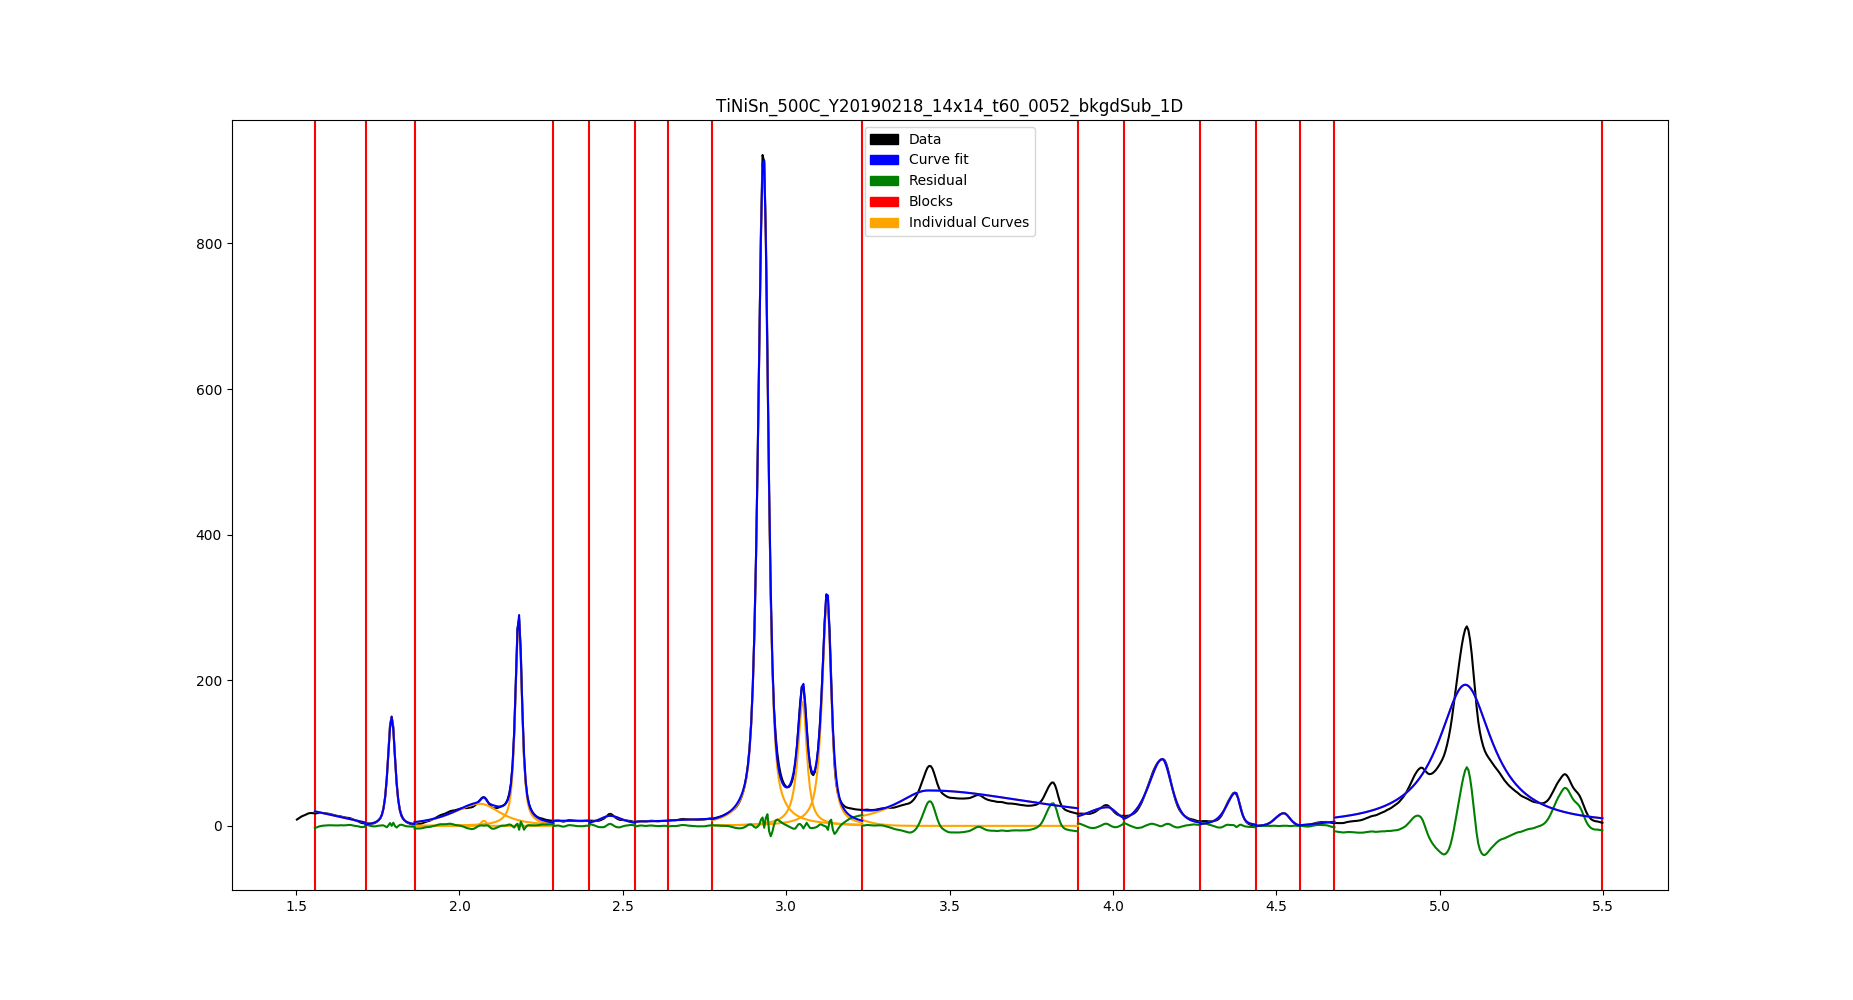 TiNiSn_500C_Y20190218_14x14_t60_0052_bkgdSub_1D
Data
Curve fit
Residual
Blocks
Individual Curves
800
600
400
200
0
1.5 2.0 2.5 3.0 3.5 4.0 4.5 5.0 5.5